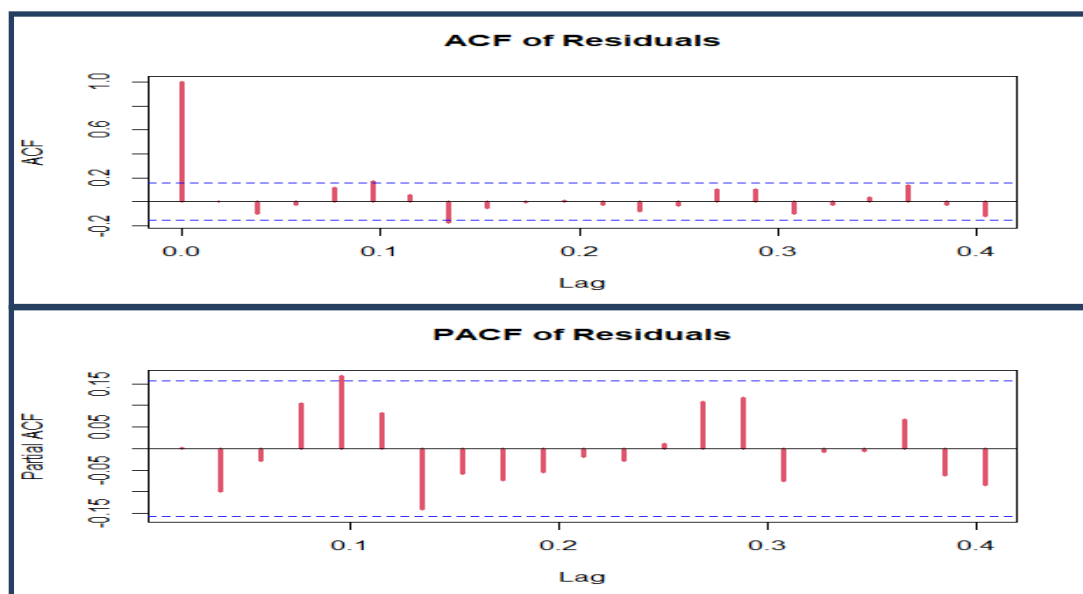 ACF of Residuals
1.0
0.6
0.2
-0.2
ACF
0.0 0.1 0.2 0.3 0.4
Lag
PACF of Residuals
0.15
0.05
-0.05
-0.15
Partial ACF
0.1 0.2 0.3 0.4
Lag